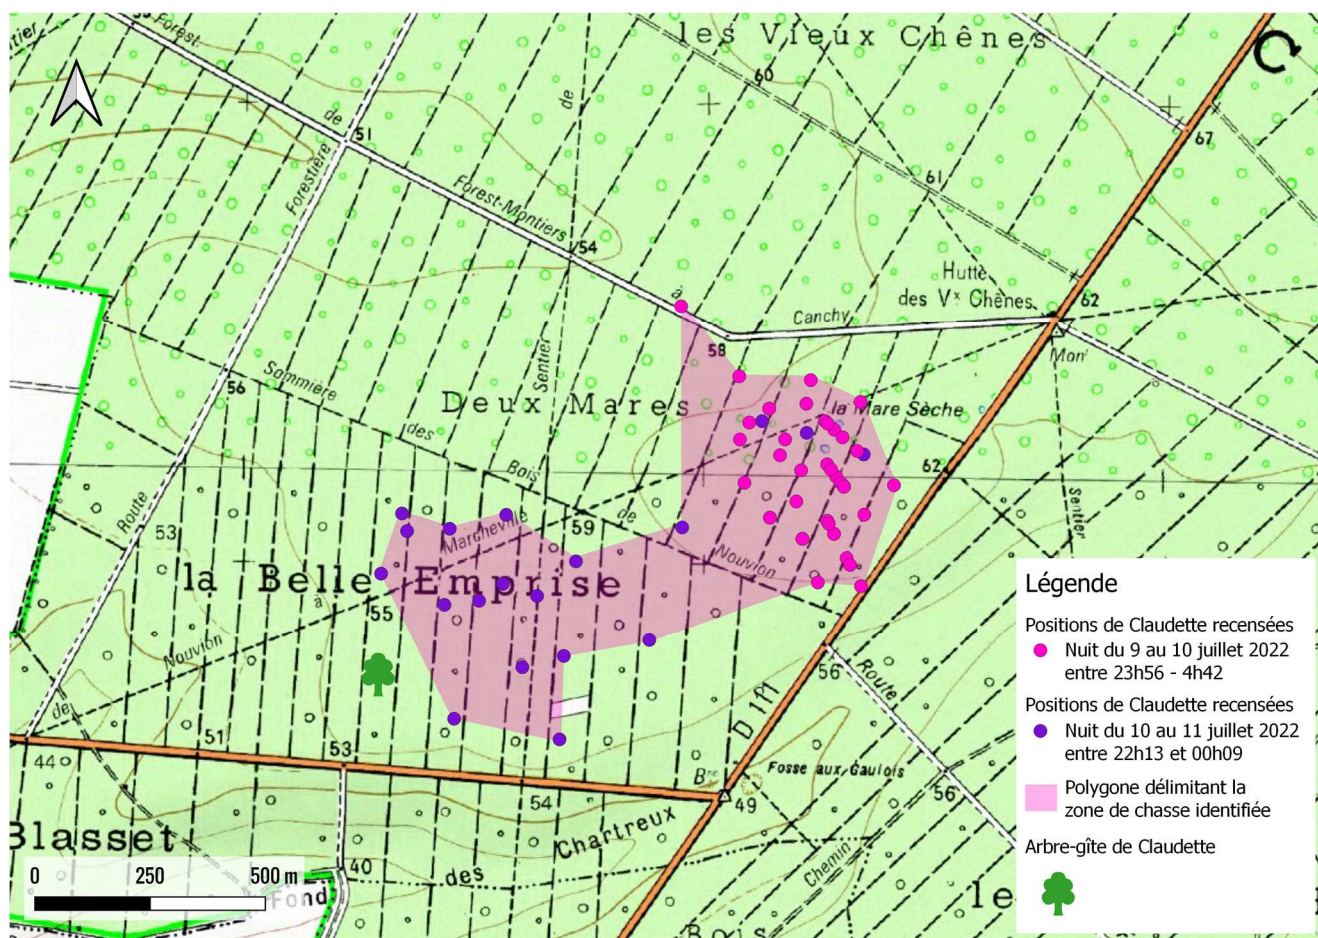 Forest.
les Vieux Chênes
60
67
de
de
51
Forestière
Forest-Montiers
54
61
Hutte
des Vx Chênes
62
à
Canchy
58
Mont
Sommière
56
Sentier
Deux Mares
la Mare Sèche
des
Bois
de
62
Sentier
Route
53
59
Marcheville
Nouvion
la Belle Emprise
à
55
Nouvion
de
56
Route
D 111
51
53
44
54
Bne
49
Fosse aux Gaulois
56
Blasset
Chartreux
des
40
Chemin
Fond
le
Bois
0 250 500 m
Légende
Positions de Claudette recensées
Nuit du 9 au 10 juillet 2022
entre 23h56 - 4h42
Positions de Claudette recensées
Nuit du 10 au 11 juillet 2022
entre 22h13 et 00h09
Polygone délimitant la
zone de chasse identifiée
Arbre-gîte de Claudette